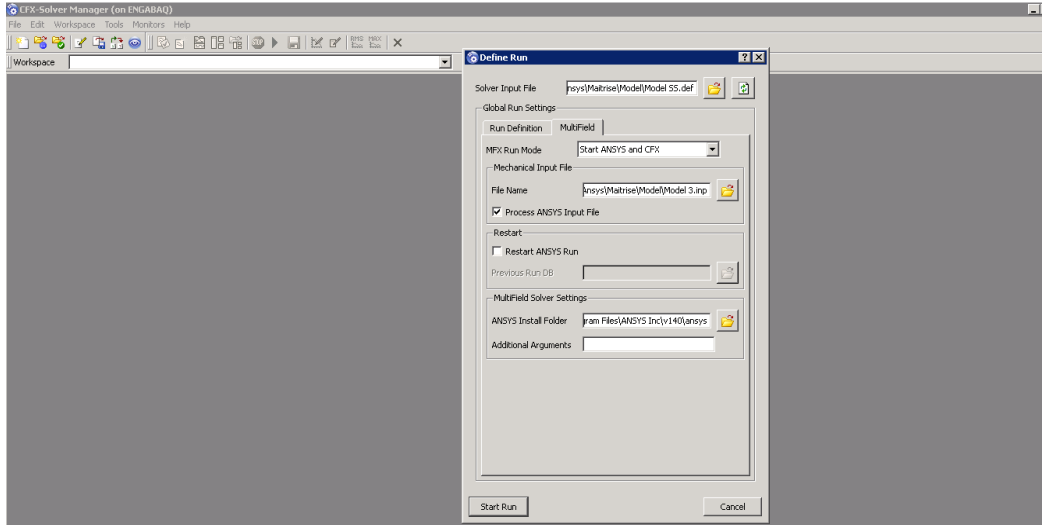 CFX-Solver Manager (on ENGABAQ)
File Edit Workspace Tools Monitors Help
Workspace
Define Run
Solver Input File nsys\Maitrise\Model\Model SS.def
Global Run Settings
Run Definition MultiField
MFX Run Mode Start ANSYS and CFX
Mechanical Input File
File Name Ansys\Maitrise\Model\Model 3.inp
Process ANSYS Input File
Restart
Restart ANSYS Run
Previous Run DB
MultiField Solver Settings
ANSYS Install Folder gram Files\ANSYS Inc\v140\ansys
Additional Arguments
Start Run Cancel